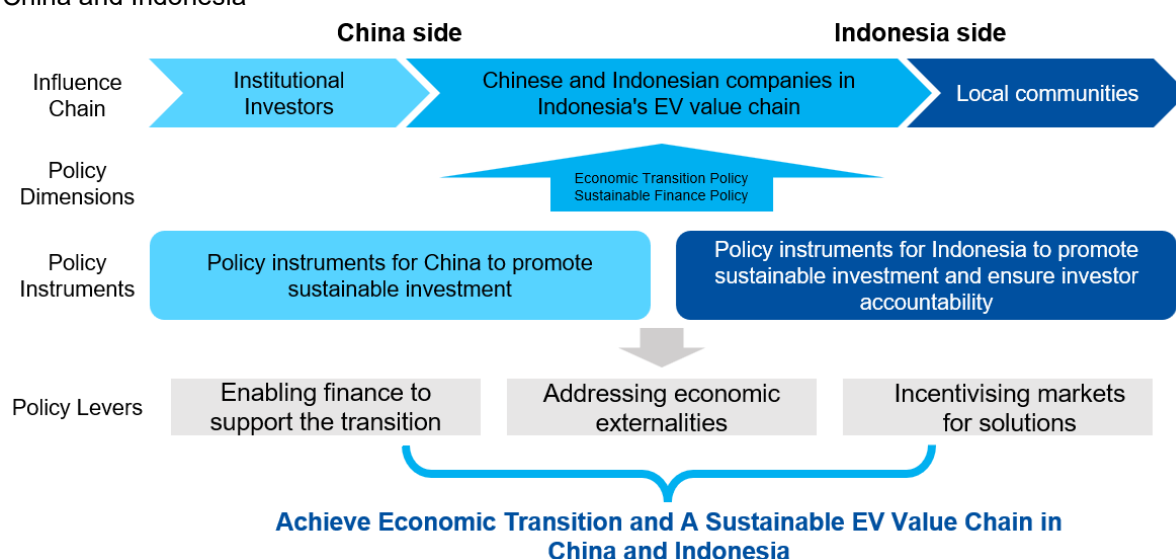 China and Indonesia
China side
Indonesia side
Influence
Chain
Institutional
Investors
Chinese and Indonesian companies in
Indonesia's EV value chain
Local communities
Policy
Dimensions
Economic Transition Policy
Sustainable Finance Policy
Policy
Instruments
Policy instruments for China to promote
sustainable investment
Policy instruments for Indonesia to promote
sustainable investment and ensure investor
accountability
Policy Levers
Enabling finance to
support the transition
Addressing economic
externalities
Incentivising markets
for solutions
Achieve Economic Transition and A Sustainable EV Value Chain in
China and Indonesia